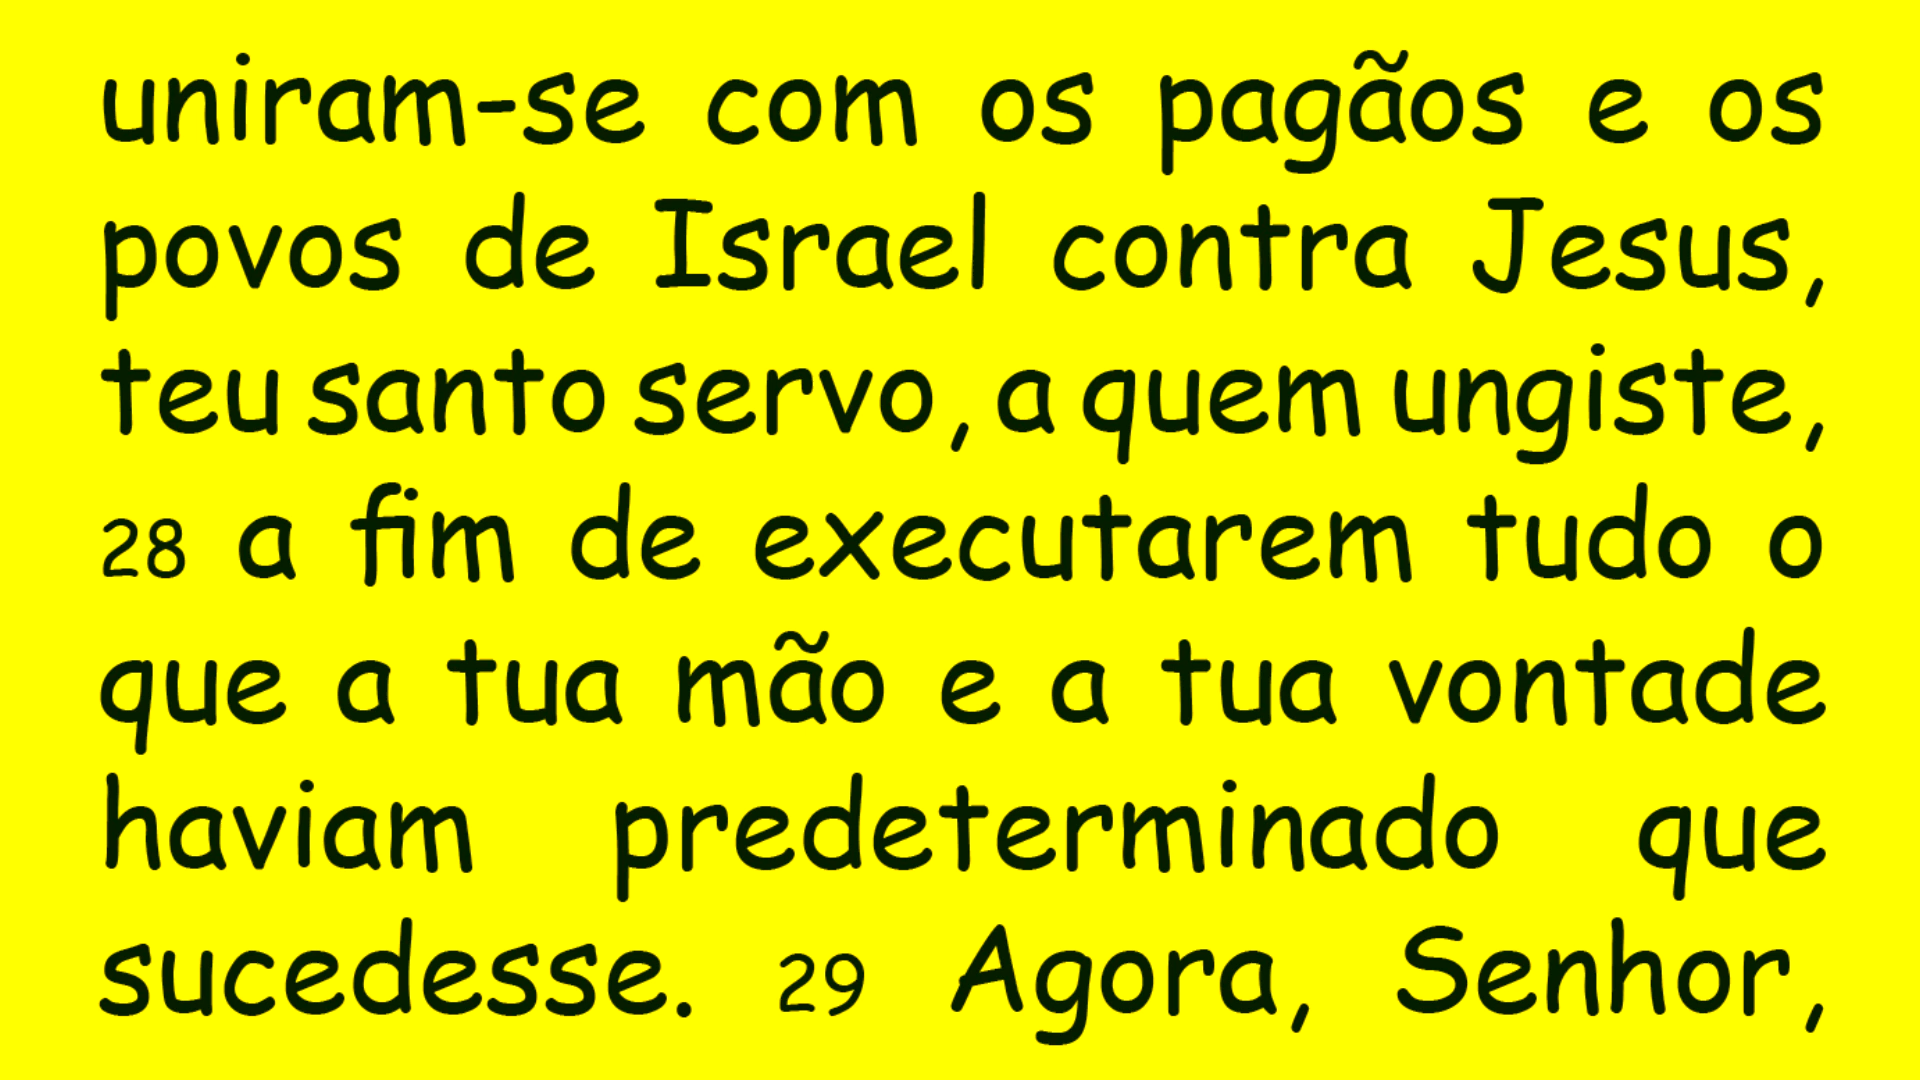 uniram-se com os pagãos e os
povos de Israel contra Jesus,
teu santo servo, a quem ungiste,
28 a fim de executarem tudo o
que a tua mão e a tua vontade
haviam predeterminado que
sucedesse. 29 Agora, Senhor,